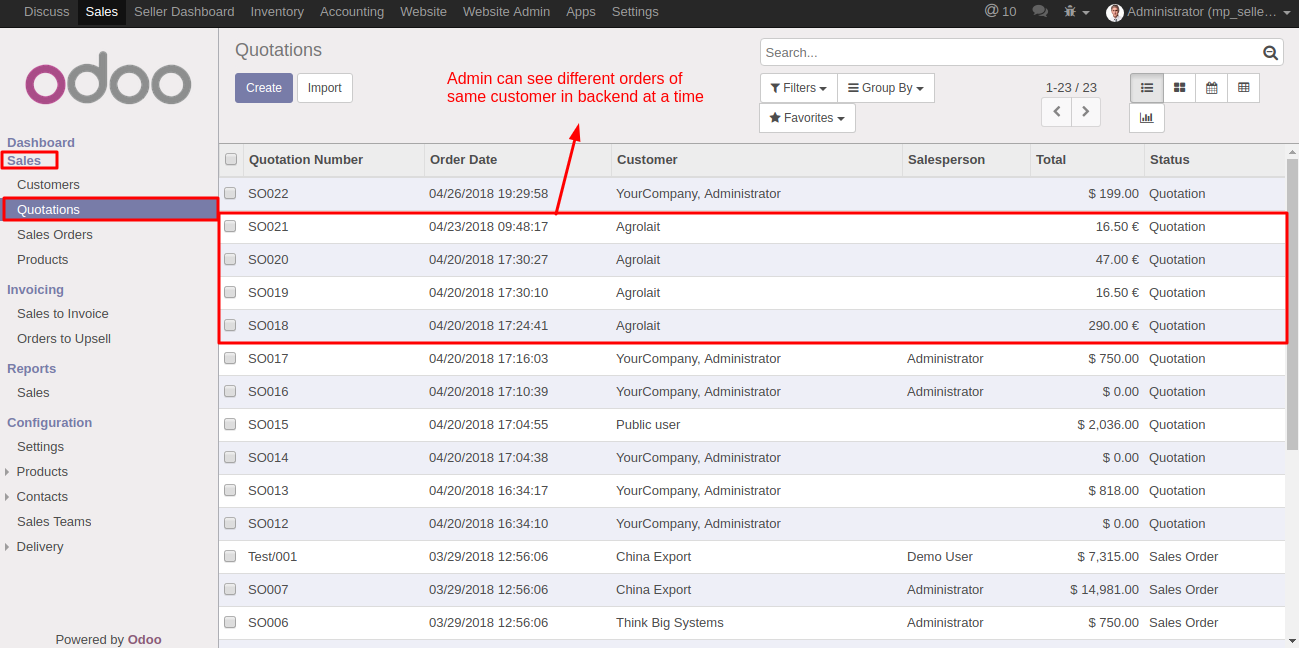 Discuss Sales Seller Dashboard Inventory Accounting Website Website Admin Apps Settings @ 10 Administrator (mp_selle...
odoo
Dashboard
Sales
Customers
Quotations
Sales Orders
Products
Invoicing
Sales to Invoice
Orders to Upsell
Reports
Sales
Configuration
Settings
Products
Contacts
Sales Teams
Delivery
Powered by Odoo
Quotations
Search...
Create Import
Admin can see different orders of
same customer in backend at a time
Filters Group By
Favorites
1-23 / 23
Quotation Number Order Date Customer Salesperson Total Status
SO022 04/26/2018 19:29:58 YourCompany, Administrator $ 199.00 Quotation
SO021 04/23/2018 09:48:17 Agrolait 16.50 € Quotation
SO020 04/20/2018 17:30:27 Agrolait 47.00 € Quotation
SO019 04/20/2018 17:30:10 Agrolait 16.50 € Quotation
SO018 04/20/2018 17:24:41 Agrolait 290.00 € Quotation
SO017 04/20/2018 17:16:03 YourCompany, Administrator Administrator $ 750.00 Quotation
SO016 04/20/2018 17:10:39 YourCompany, Administrator Administrator $ 0.00 Quotation
SO015 04/20/2018 17:04:55 Public user $ 2,036.00 Quotation
SO014 04/20/2018 17:04:38 YourCompany, Administrator $ 0.00 Quotation
SO013 04/20/2018 16:34:17 YourCompany, Administrator $ 818.00 Quotation
SO012 04/20/2018 16:34:10 YourCompany, Administrator $ 0.00 Quotation
Test/001 03/29/2018 12:56:06 China Export Demo User $ 7,315.00 Sales Order
SO007 03/29/2018 12:56:06 China Export Administrator $ 14,981.00 Sales Order
SO006 03/29/2018 12:56:06 Think Big Systems Administrator $ 750.00 Sales Order